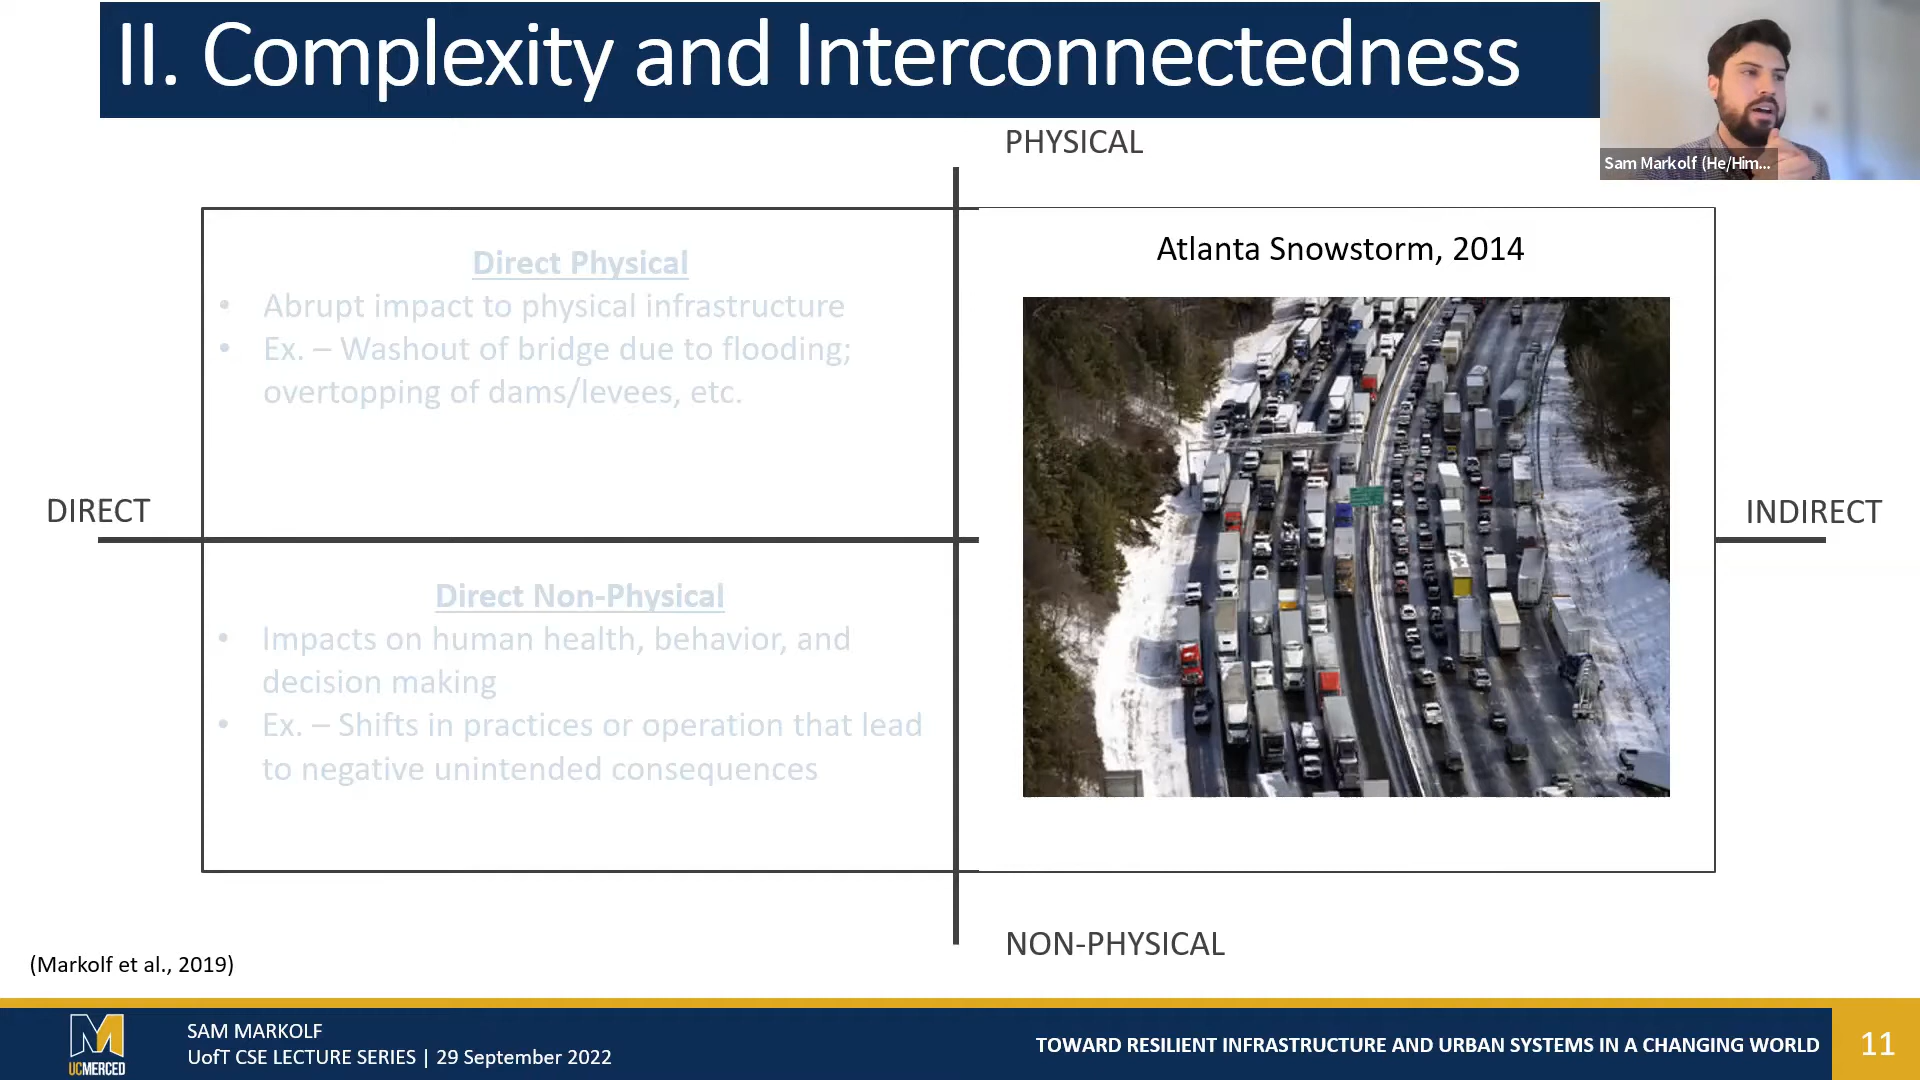 II. Complexity and Interconnectedness
Sam Markolf (He/Him...
PHYSICAL
Direct Physical
• Abrupt impact to physical infrastructure
• Ex. – Washout of bridge due to flooding;
overtopping of dams/levees, etc.
Atlanta Snowstorm, 2014
DIRECT
INDIRECT
Direct Non-Physical
• Impacts on human health, behavior, and
decision making
• Ex. – Shifts in practices or operation that lead
to negative unintended consequences
NON-PHYSICAL
(Markolf et al., 2019)
UCMERCED
SAM MARKOLF
UofT CSE LECTURE SERIES | 29 September 2022
TOWARD RESILIENT INFRASTRUCTURE AND URBAN SYSTEMS IN A CHANGING WORLD
11